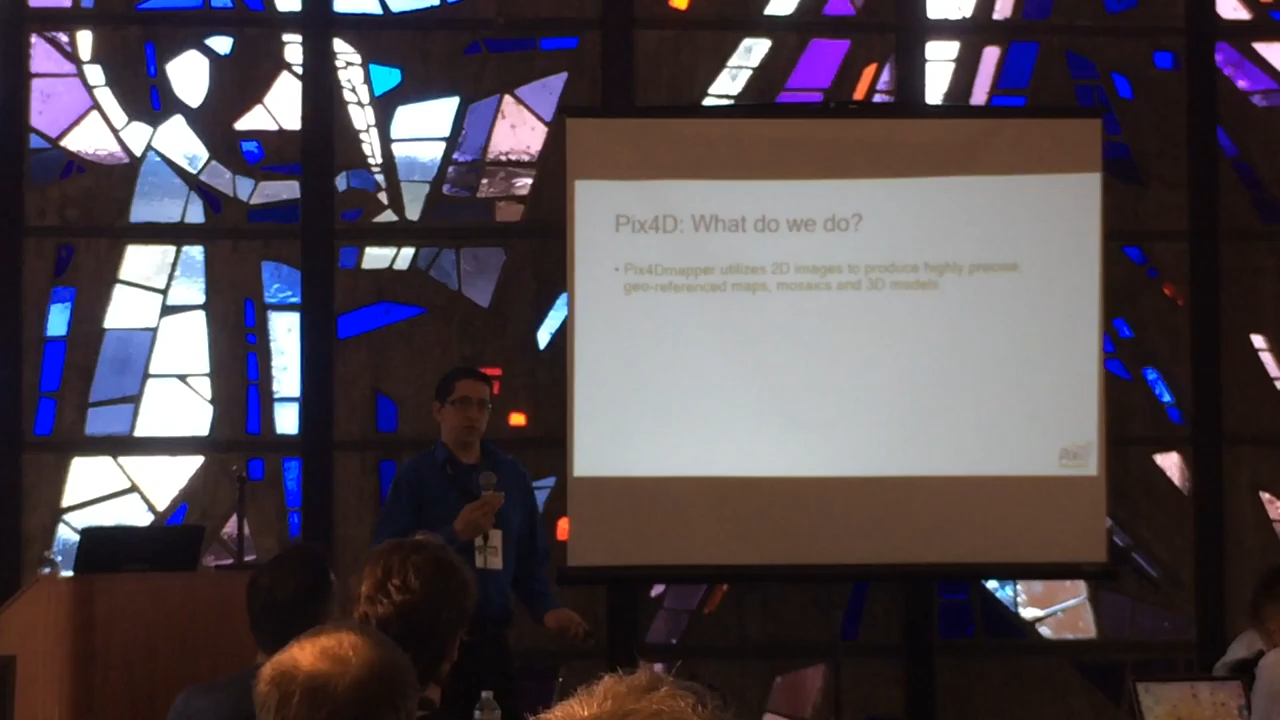 Pix4D: What do we do?
• Pix4Dmapper utilizes 2D images to produce highly precise,
geo-referenced maps, mosaics and 3D models